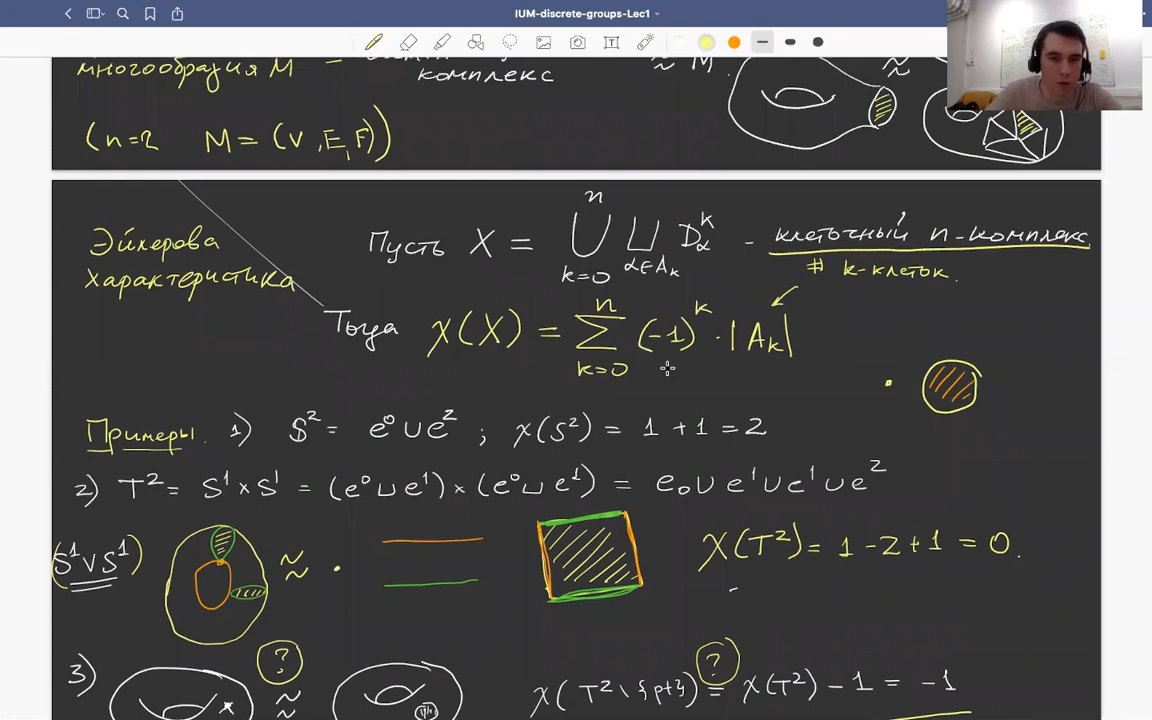 IUM-discrete-groups-Lec1
многообразия M – комплекс ≈ M ≈
(n=2 M = (V, E, F))
Эйлерова характеристика
Пусть X = ⋃_{k=0}^{n} ⨆_{α∈A_k} D_α^k - клеточный n-комплекс
# k-клеток.
Тогда χ(X) = ∑_{k=0}^{n} (-1)^k · |A_k|
Примеры. 1) S² = e⁰ ∪ e² ; χ(S²) = 1 + 1 = 2
2) T² = S¹ × S¹ = (e⁰ ⊔ e¹) × (e⁰ ⊔ e¹) = e₀ ∪ e¹ ∪ e¹ ∪ e²
(S¹ ∨ S¹) ≈ χ(T²) = 1 - 2 + 1 = 0.
3) ? ≈ χ(T² \ {pt}) ? = χ(T²) - 1 = -1